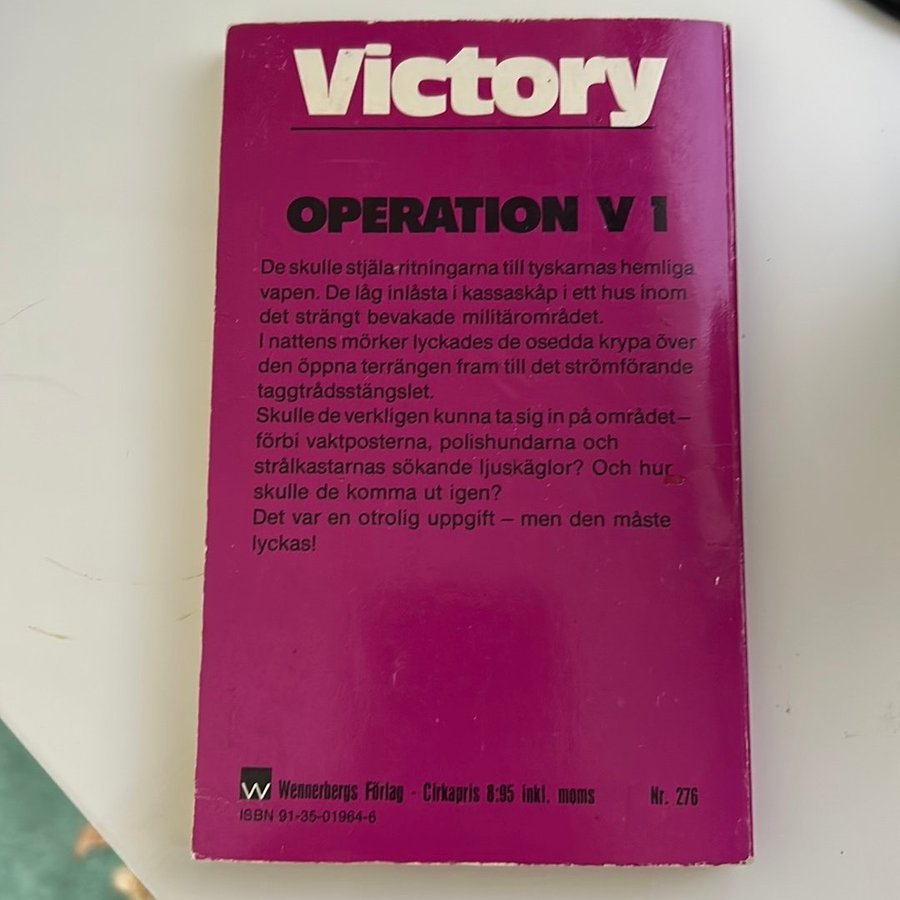 Victory
OPERATION V 1
De skulle stjäla ritningarna till tyskarnas hemliga
vapen. De låg inlåsta i kassaskåp i ett hus inom
det strängt bevakade militärområdet.
I nattens mörker lyckades de osedda krypa över
den öppna terrängen fram till det strömförande
taggtrådsstängslet.
Skulle de verkligen kunna ta sig in på området –
förbi vaktposterna, polishundarna och
strålkastarnas sökande ljuskäglor? Och hur
skulle de komma ut igen?
Det var en otrolig uppgift – men den måste
lyckas!
W Wennerbergs Förlag - Cirkapris 8:95 inkl. moms Nr. 276
ISBN 91-35-01964-6